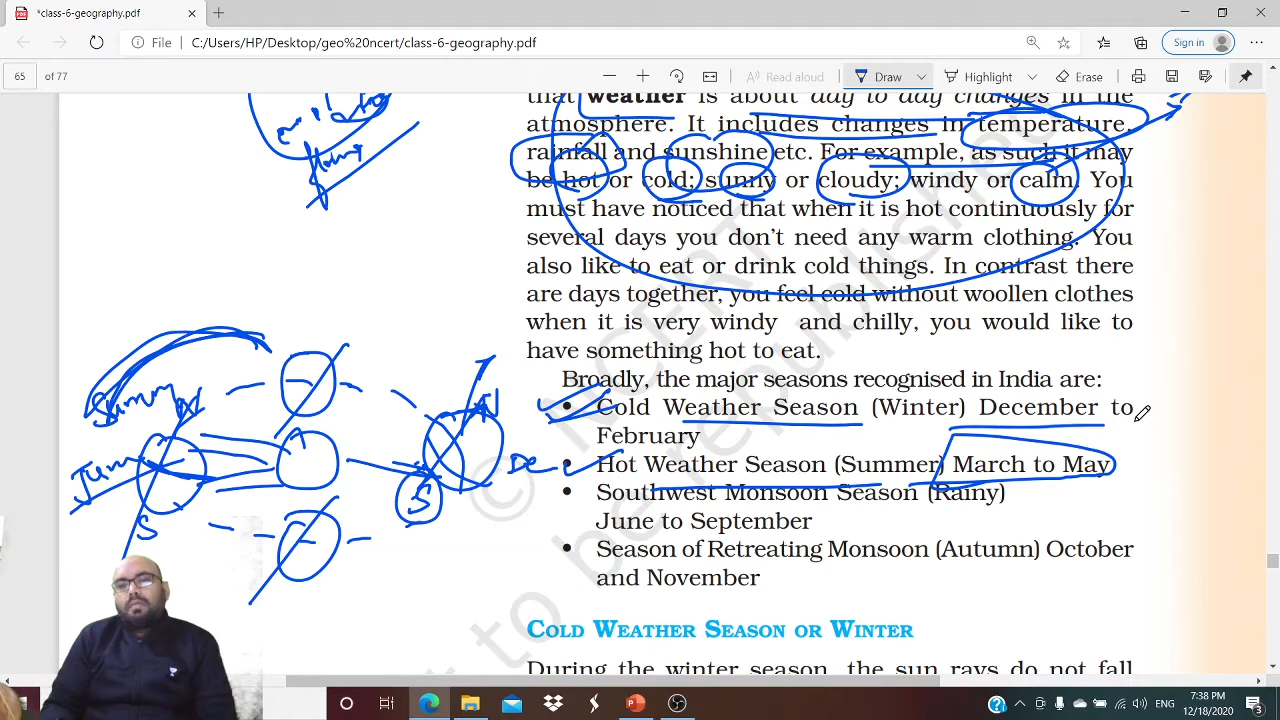 *class-6-geography.pdf
File C:/Users/HP/Desktop/geo%20ncert/class-6-geography.pdf
Sign in
65 of 77
Read aloud
Draw
Highlight
Erase
that weather is about day to day changes in the
atmosphere. It includes changes in temperature,
rainfall and sunshine etc. For example, as such it may
be hot or cold; sunny or cloudy; windy or calm. You
must have noticed that when it is hot continuously for
several days you don't need any warm clothing. You
also like to eat or drink cold things. In contrast there
are days together, you feel cold without woollen clothes
when it is very windy and chilly, you would like to
have something hot to eat.
Broadly, the major seasons recognised in India are:
• Cold Weather Season (Winter) December to
February
• Hot Weather Season (Summer) March to May
• Southwest Monsoon Season (Rainy)
June to September
• Season of Retreating Monsoon (Autumn) October
and November
COLD WEATHER SEASON OR WINTER
During the winter season, the sun rays do not fall
Summ
N
June
S
N
De
S
© NCERT
not to be republished
ENG
7:38 PM
12/18/2020
3